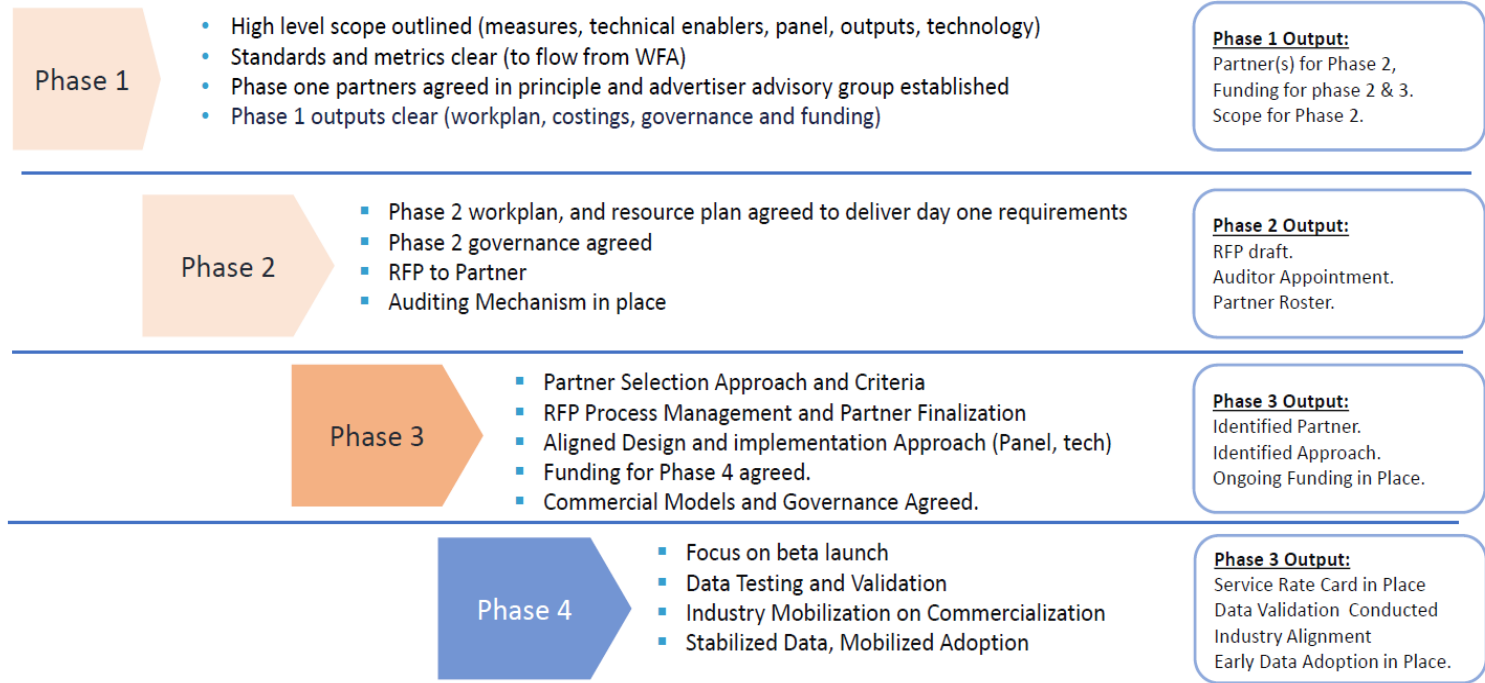 Phase 1
• High level scope outlined (measures, technical enablers, panel, outputs, technology)
• Standards and metrics clear (to flow from WFA)
• Phase one partners agreed in principle and advertiser advisory group established
• Phase 1 outputs clear (workplan, costings, governance and funding)
Phase 1 Output:
Partner(s) for Phase 2,
Funding for phase 2 & 3.
Scope for Phase 2.
Phase 2
▪ Phase 2 workplan, and resource plan agreed to deliver day one requirements
▪ Phase 2 governance agreed
▪ RFP to Partner
▪ Auditing Mechanism in place
Phase 2 Output:
RFP draft.
Auditor Appointment.
Partner Roster.
Phase 3
▪ Partner Selection Approach and Criteria
▪ RFP Process Management and Partner Finalization
▪ Aligned Design and implementation Approach (Panel, tech)
▪ Funding for Phase 4 agreed.
▪ Commercial Models and Governance Agreed.
Phase 3 Output:
Identified Partner.
Identified Approach.
Ongoing Funding in Place.
Phase 4
▪ Focus on beta launch
▪ Data Testing and Validation
▪ Industry Mobilization on Commercialization
▪ Stabilized Data, Mobilized Adoption
Phase 3 Output:
Service Rate Card in Place
Data Validation Conducted
Industry Alignment
Early Data Adoption in Place.